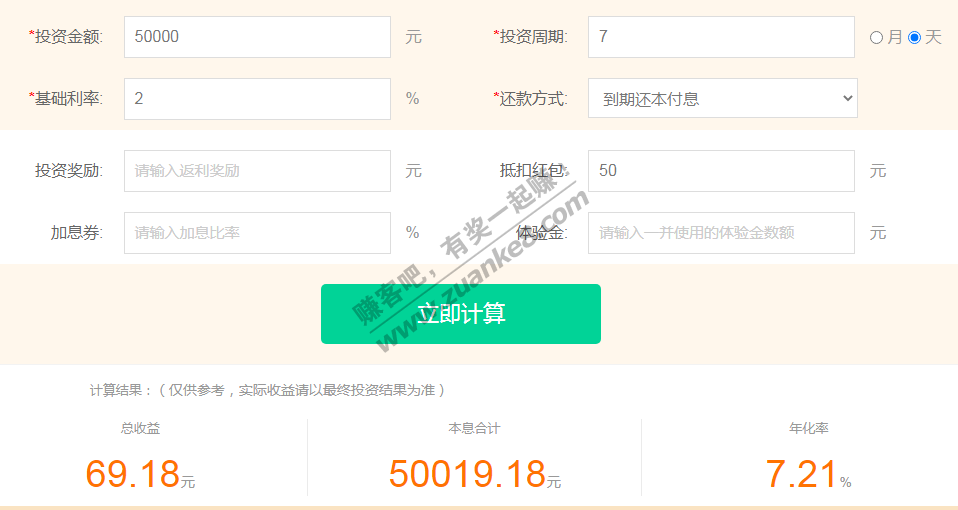 *投资金额: 50000 元 *投资周期: 7 月 天
*基础利率: 2 % *还款方式: 到期还本付息
投资奖励: 请输入返利奖励 元 抵扣红包: 50 元
加息券: 请输入加息比率 % 体验金: 请输入一并使用的体验金数额 元
赚客吧，有奖一起赚！
www.zuanke8.com
立即计算
计算结果：（仅供参考，实际收益请以最终投资结果为准）
总收益 本息合计 年化率
69.18元 50019.18元 7.21%